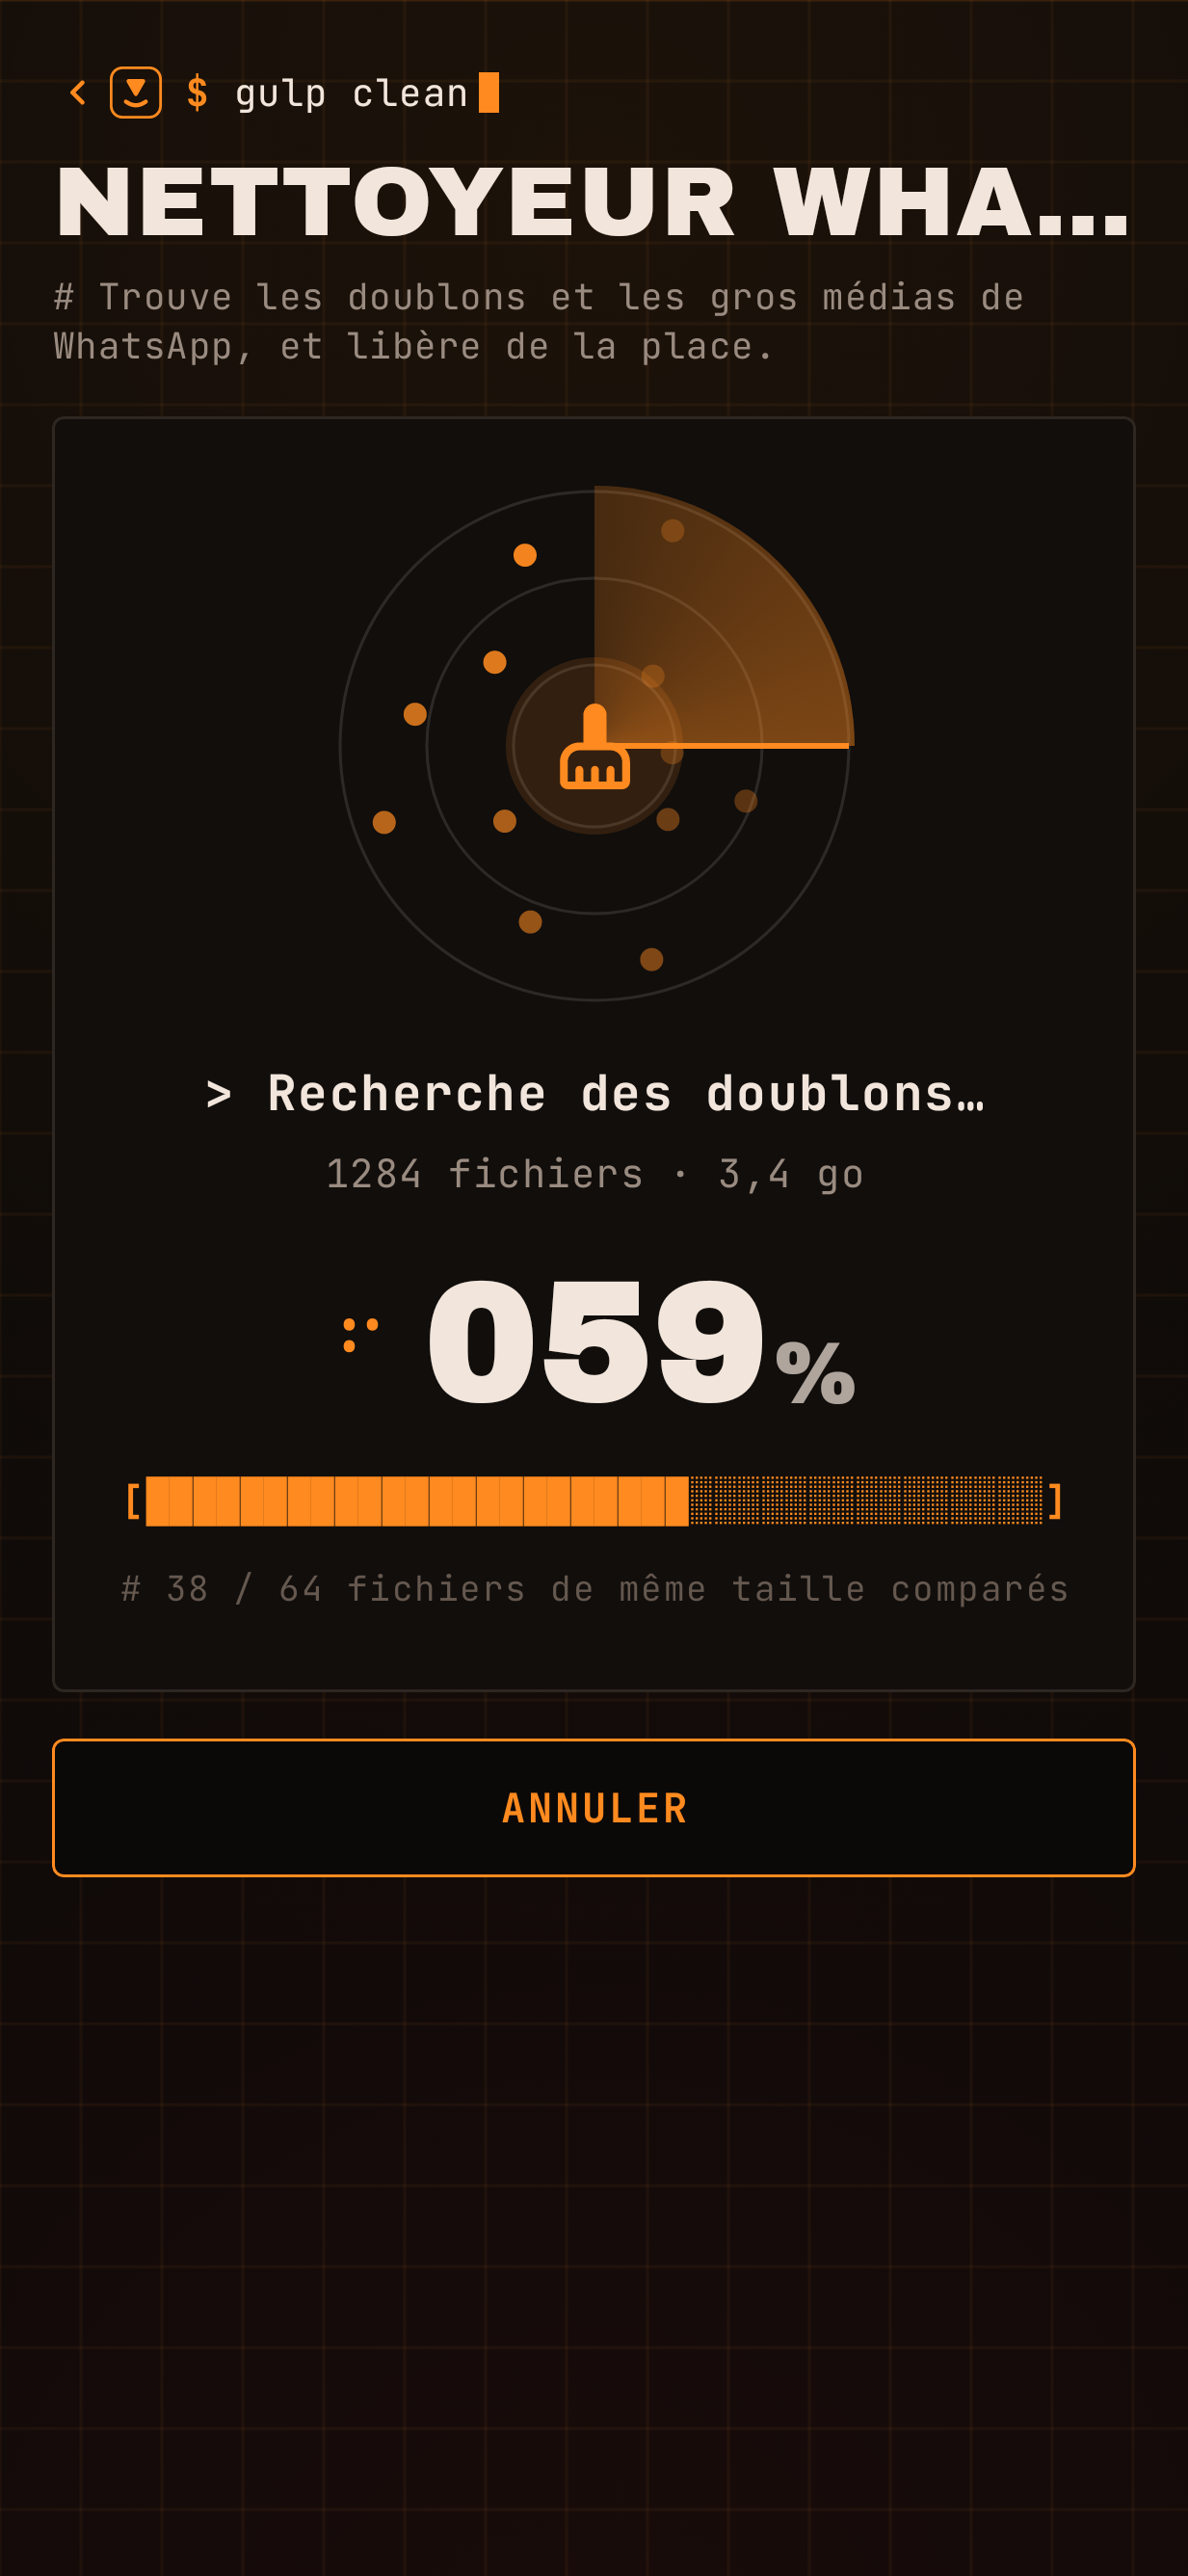 $ gulp clean
NETTOYEUR WHA...
# Trouve les doublons et les gros médias de
WhatsApp, et libère de la place.
> Recherche des doublons…
1284 fichiers · 3,4 go
059%
[███████████████████████░░░░░░░░░░░░░░░]
# 38 / 64 fichiers de même taille comparés
ANNULER